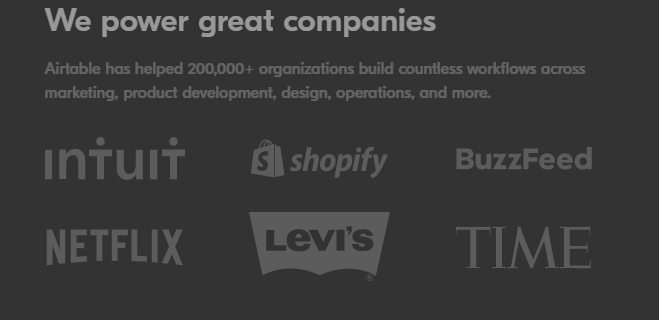 We power great companies
Airtable has helped 200,000+ organizations build countless workflows across
marketing, product development, design, operations, and more.
ıntuıt
shopify
BuzzFeed
NETFLIX
LEVI'S
®
TIME